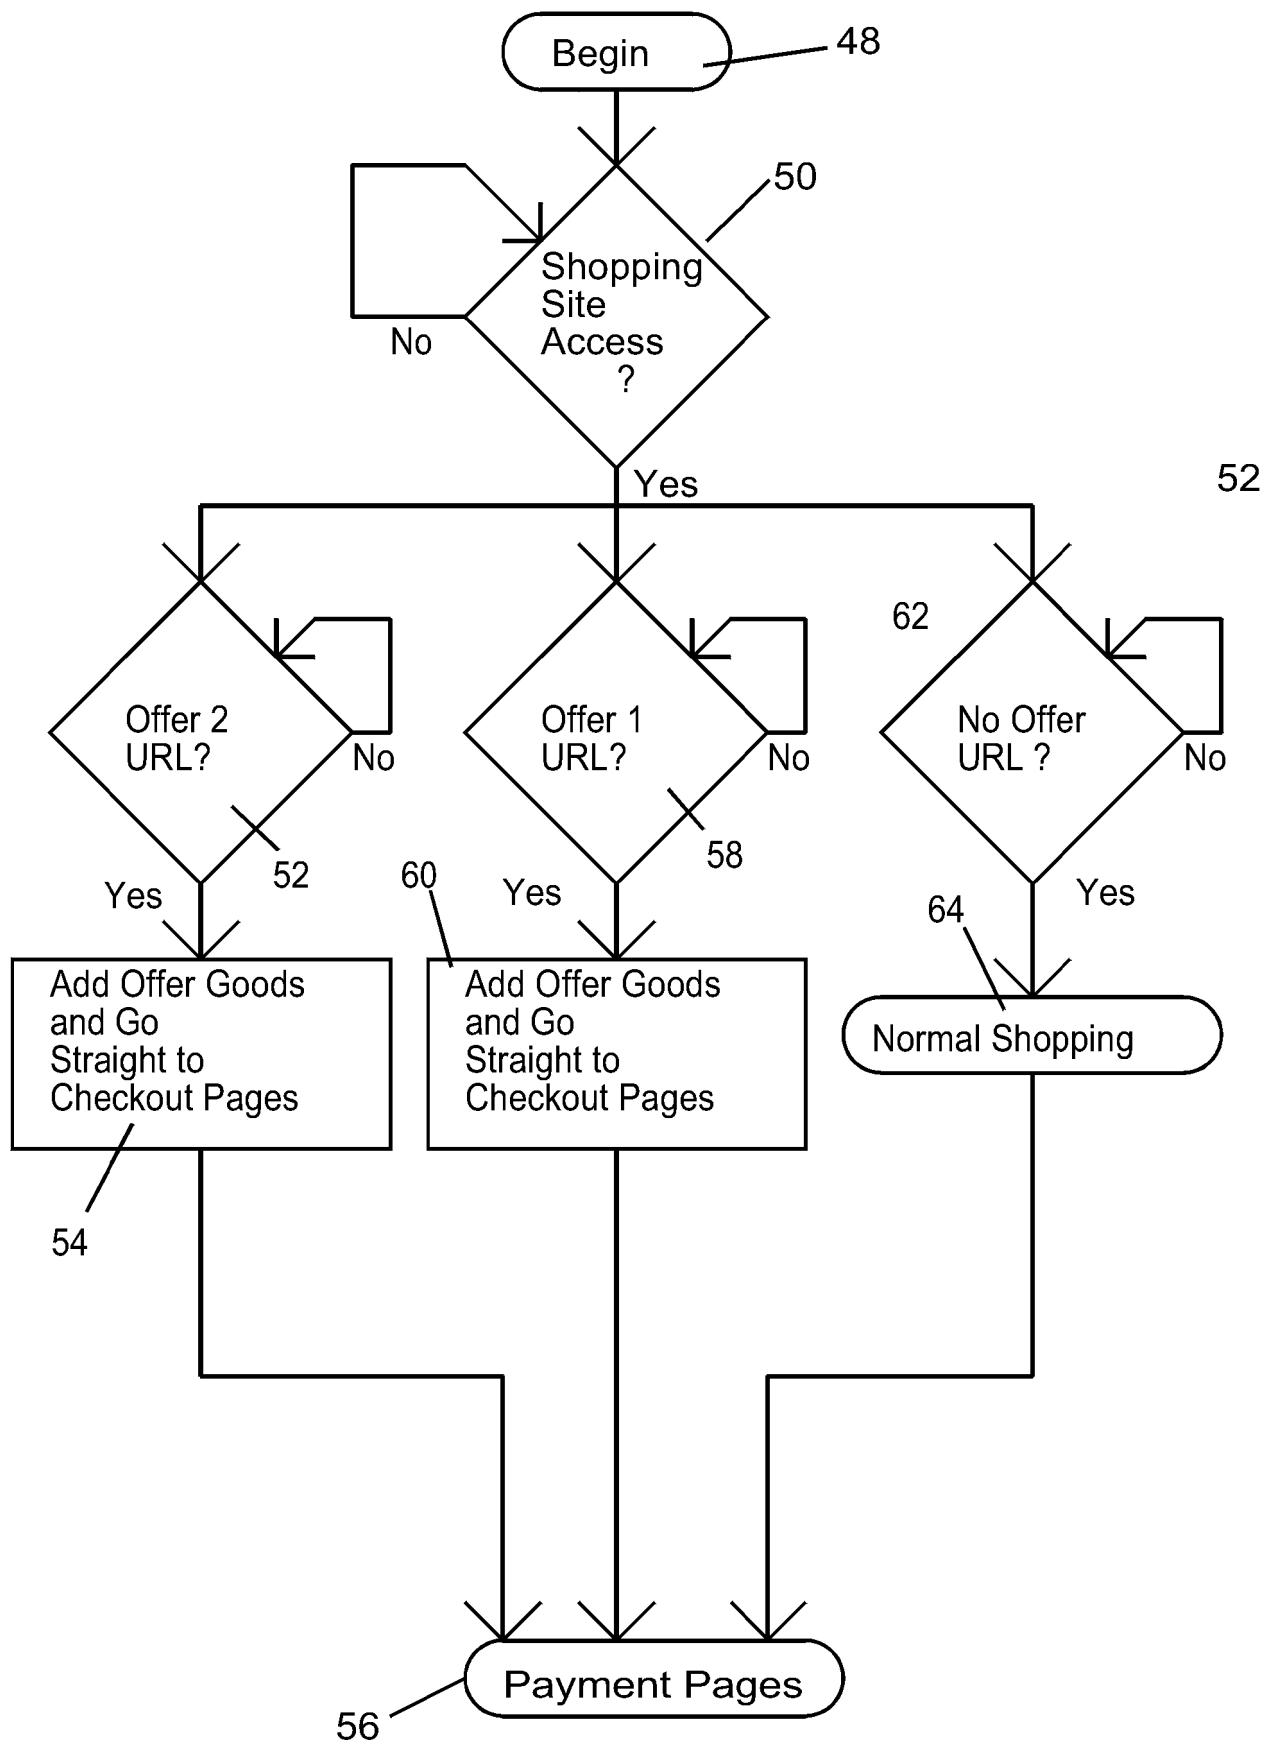 Begin
48
50
Shopping
Site
Access
?
No
Yes
52
62
Offer 2
URL?
No
52
Yes
Offer 1
URL?
No
58
60
Yes
No Offer
URL ?
No
64
Yes
Add Offer Goods
and Go
Straight to
Checkout Pages
54
Add Offer Goods
and Go
Straight to
Checkout Pages
Normal Shopping
Payment Pages
56